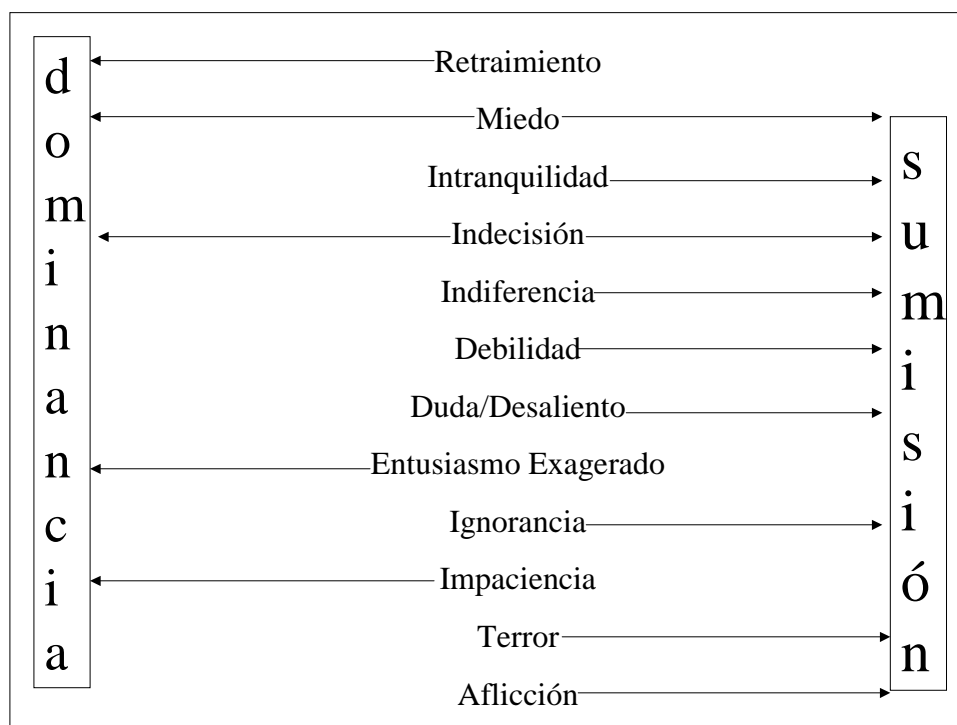 dominancia
Retraimiento
Miedo
Intranquilidad
Indecisión
Indiferencia
Debilidad
Duda/Desaliento
Entusiasmo Exagerado
Ignorancia
Impaciencia
Terror
Aflicción
sumisión